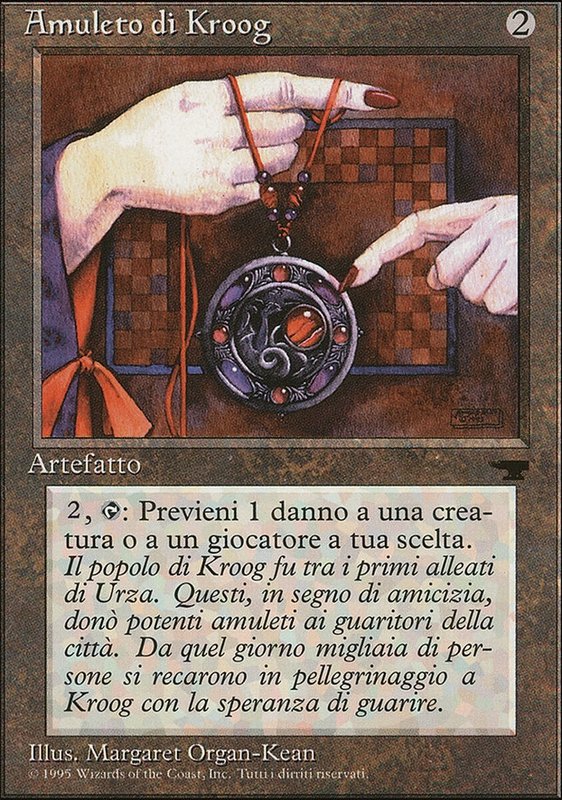 Amuleto di Kroog 2
Artefatto
2, : Previeni 1 danno a una crea-
tura o a un giocatore a tua scelta.
Il popolo di Kroog fu tra i primi alleati
di Urza. Questi, in segno di amicizia,
donò potenti amuleti ai guaritori della
città. Da quel giorno migliaia di per-
sone si recarono in pellegrinaggio a
Kroog con la speranza di guarire.
Illus. Margaret Organ-Kean
© 1995 Wizards of the Coast, Inc. Tutti i diritti riservati.